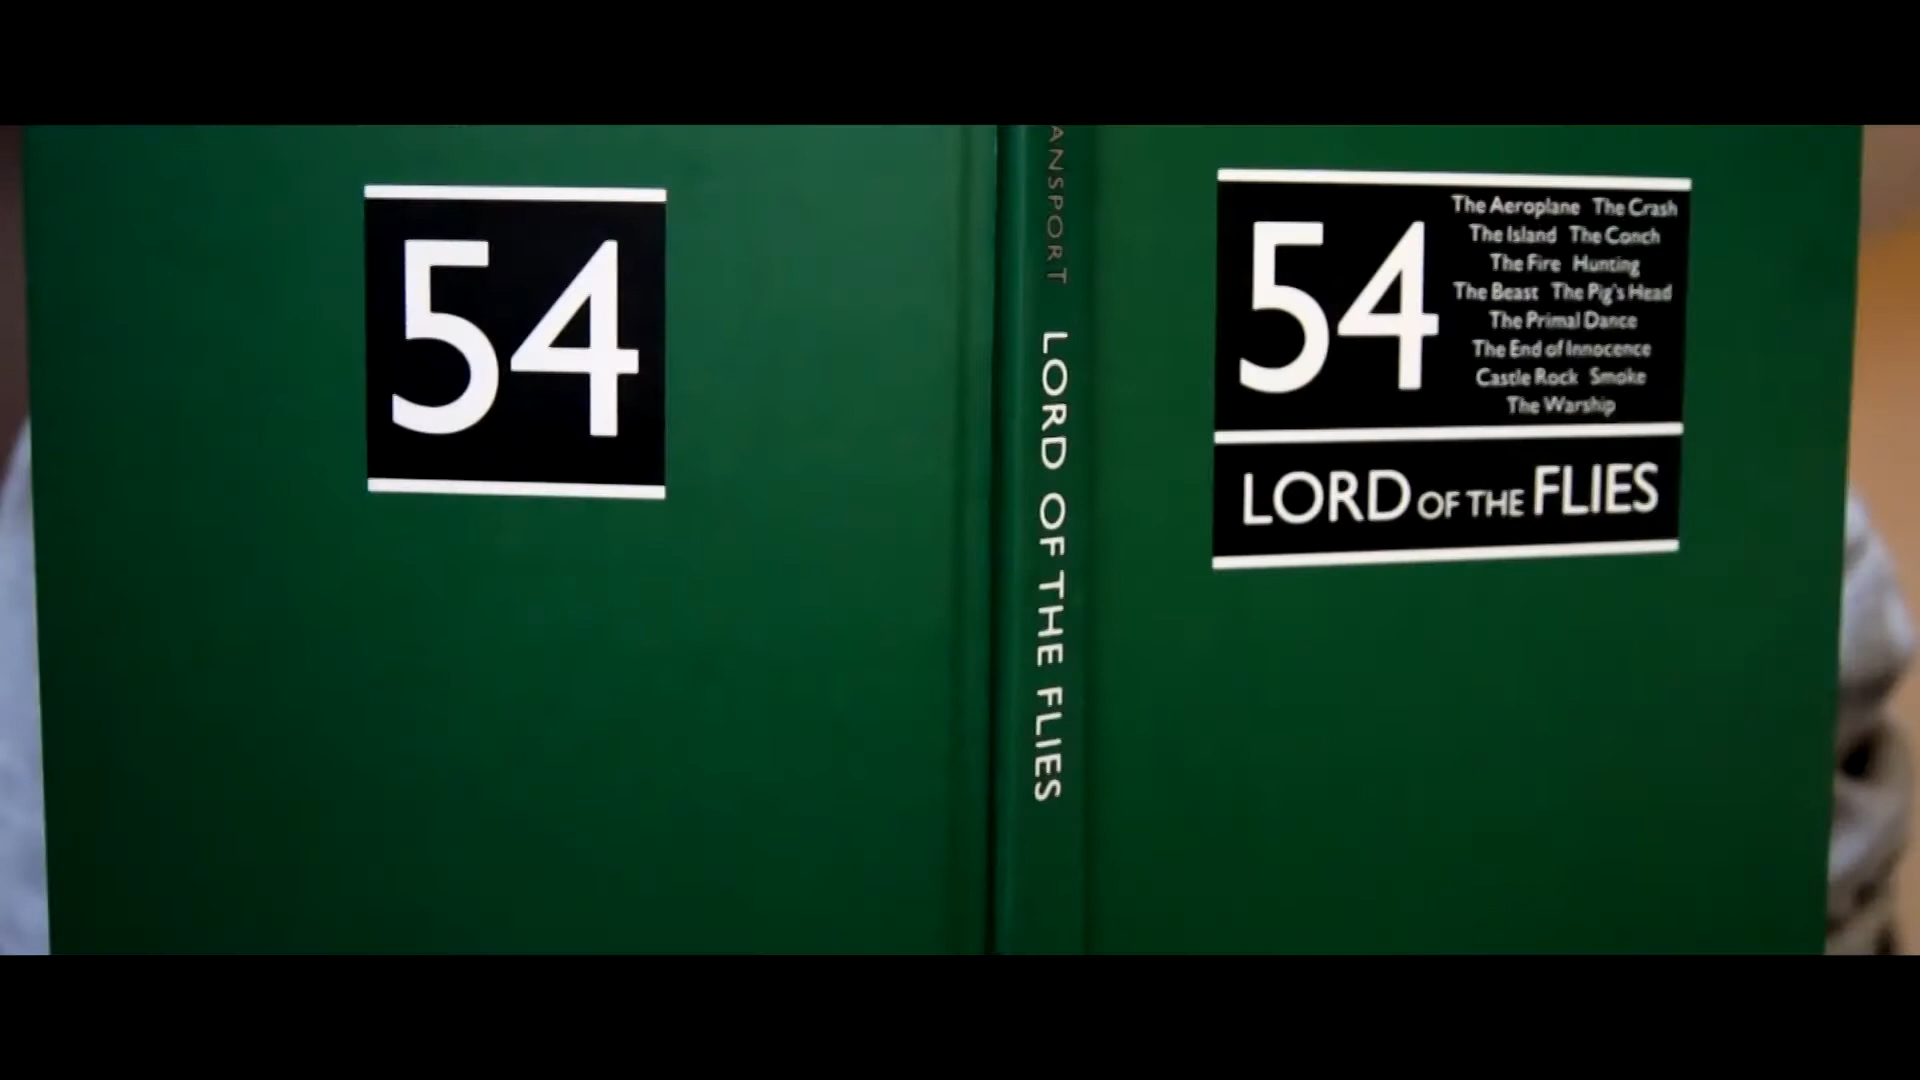 54
ANSPORT LORD OF THE FLIES
54
The Aeroplane The Crash
The Island The Conch
The Fire Hunting
The Beast The Pig's Head
The Primal Dance
The End of Innocence
Castle Rock Smoke
The Warship
LORD OF THE FLIES